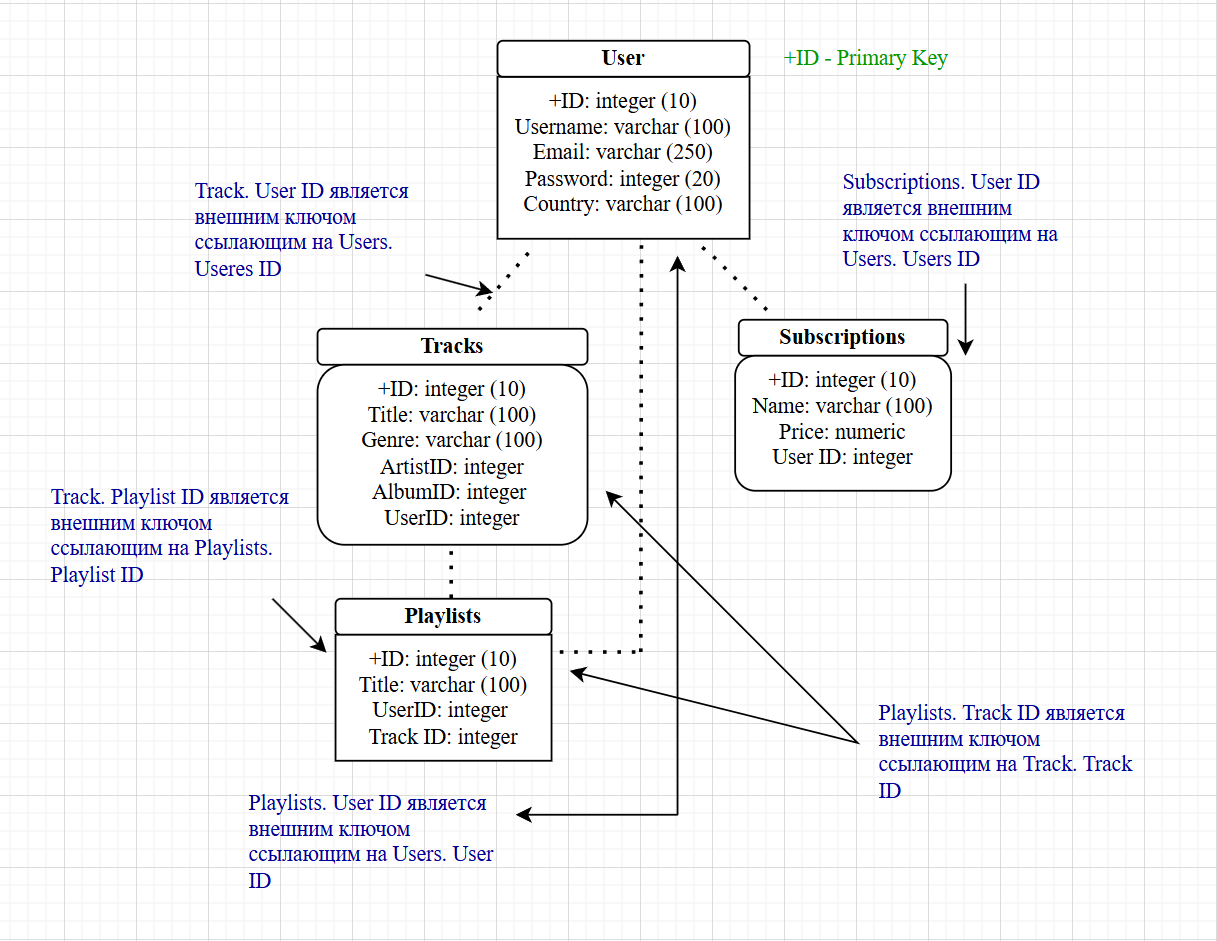 User
+ID - Primary Key
+ID: integer (10)
Username: varchar (100)
Email: varchar (250)
Password: integer (20)
Country: varchar (100)
Track. User ID является
внешним ключом
ссылающим на Users.
Useres ID
Subscriptions. User ID
является внешним
ключом ссылающим на
Users. Users ID
Tracks
+ID: integer (10)
Title: varchar (100)
Genre: varchar (100)
ArtistID: integer
AlbumID: integer
UserID: integer
Subscriptions
+ID: integer (10)
Name: varchar (100)
Price: numeric
User ID: integer
Track. Playlist ID является
внешним ключом
ссылающим на Playlists.
Playlist ID
Playlists
+ID: integer (10)
Title: varchar (100)
UserID: integer
Track ID: integer
Playlists. Track ID является
внешним ключом
ссылающим на Track. Track
ID
Playlists. User ID является
внешним ключом
ссылающим на Users. User
ID